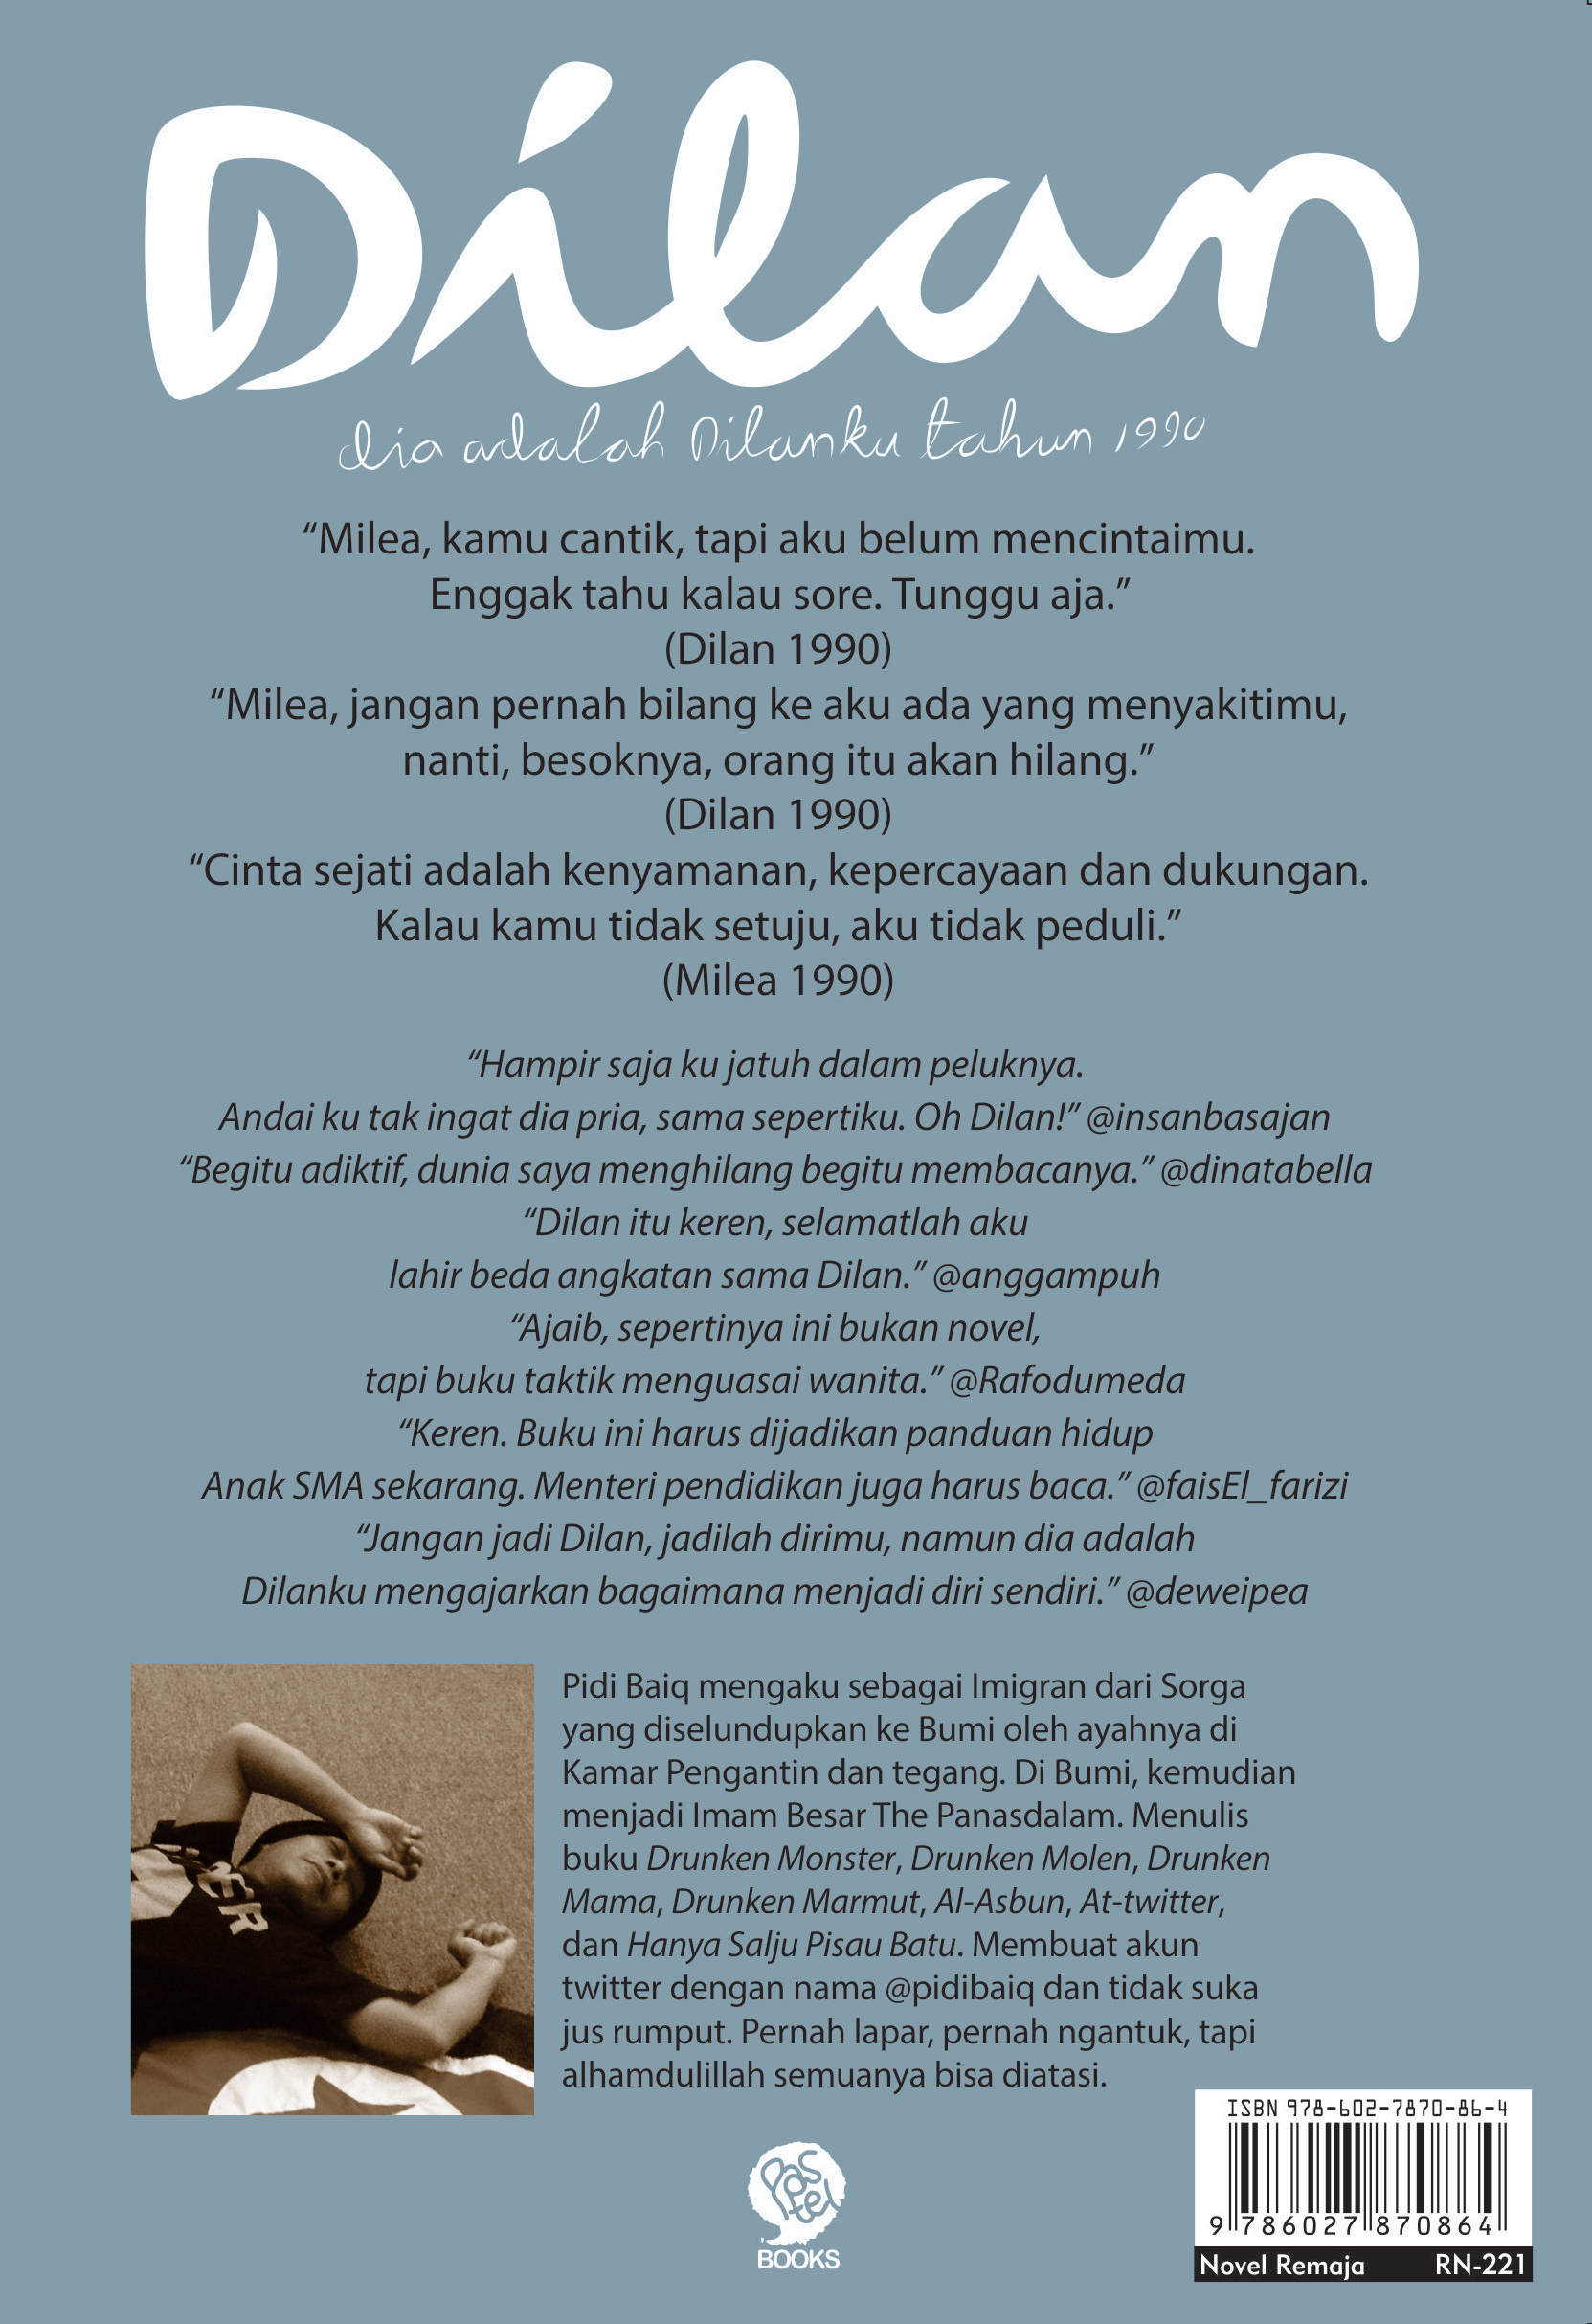 Dilan
dia adalah Dilanku tahun 1990
“Milea, kamu cantik, tapi aku belum mencintaimu.
Enggak tahu kalau sore. Tunggu aja.”
(Dilan 1990)
“Milea, jangan pernah bilang ke aku ada yang menyakitimu,
nanti, besoknya, orang itu akan hilang.”
(Dilan 1990)
“Cinta sejati adalah kenyamanan, kepercayaan dan dukungan.
Kalau kamu tidak setuju, aku tidak peduli.”
(Milea 1990)
“Hampir saja ku jatuh dalam peluknya.
Andai ku tak ingat dia pria, sama sepertiku. Oh Dilan!” @insanbasajan
“Begitu adiktif, dunia saya menghilang begitu membacanya.” @dinatabella
“Dilan itu keren, selamatlah aku
lahir beda angkatan sama Dilan.” @anggampuh
“Ajaib, sepertinya ini bukan novel,
tapi buku taktik menguasai wanita.” @Rafodumeda
“Keren. Buku ini harus dijadikan panduan hidup
Anak SMA sekarang. Menteri pendidikan juga harus baca.” @faisEl_farizi
“Jangan jadi Dilan, jadilah dirimu, namun dia adalah
Dilanku mengajarkan bagaimana menjadi diri sendiri.” @deweipea
Pidi Baiq mengaku sebagai Imigran dari Sorga
yang diselundupkan ke Bumi oleh ayahnya di
Kamar Pengantin dan tegang. Di Bumi, kemudian
menjadi Imam Besar The Panasdalam. Menulis
buku Drunken Monster, Drunken Molen, Drunken
Mama, Drunken Marmut, Al-Asbun, At-twitter,
dan Hanya Salju Pisau Batu. Membuat akun
twitter dengan nama @pidibaiq dan tidak suka
jus rumput. Pernah lapar, pernah ngantuk, tapi
alhamdulillah semuanya bisa diatasi.
Pastel
BOOKS
ISBN 978-602-7870-86-4
9 786027 870864
Novel Remaja RN-221